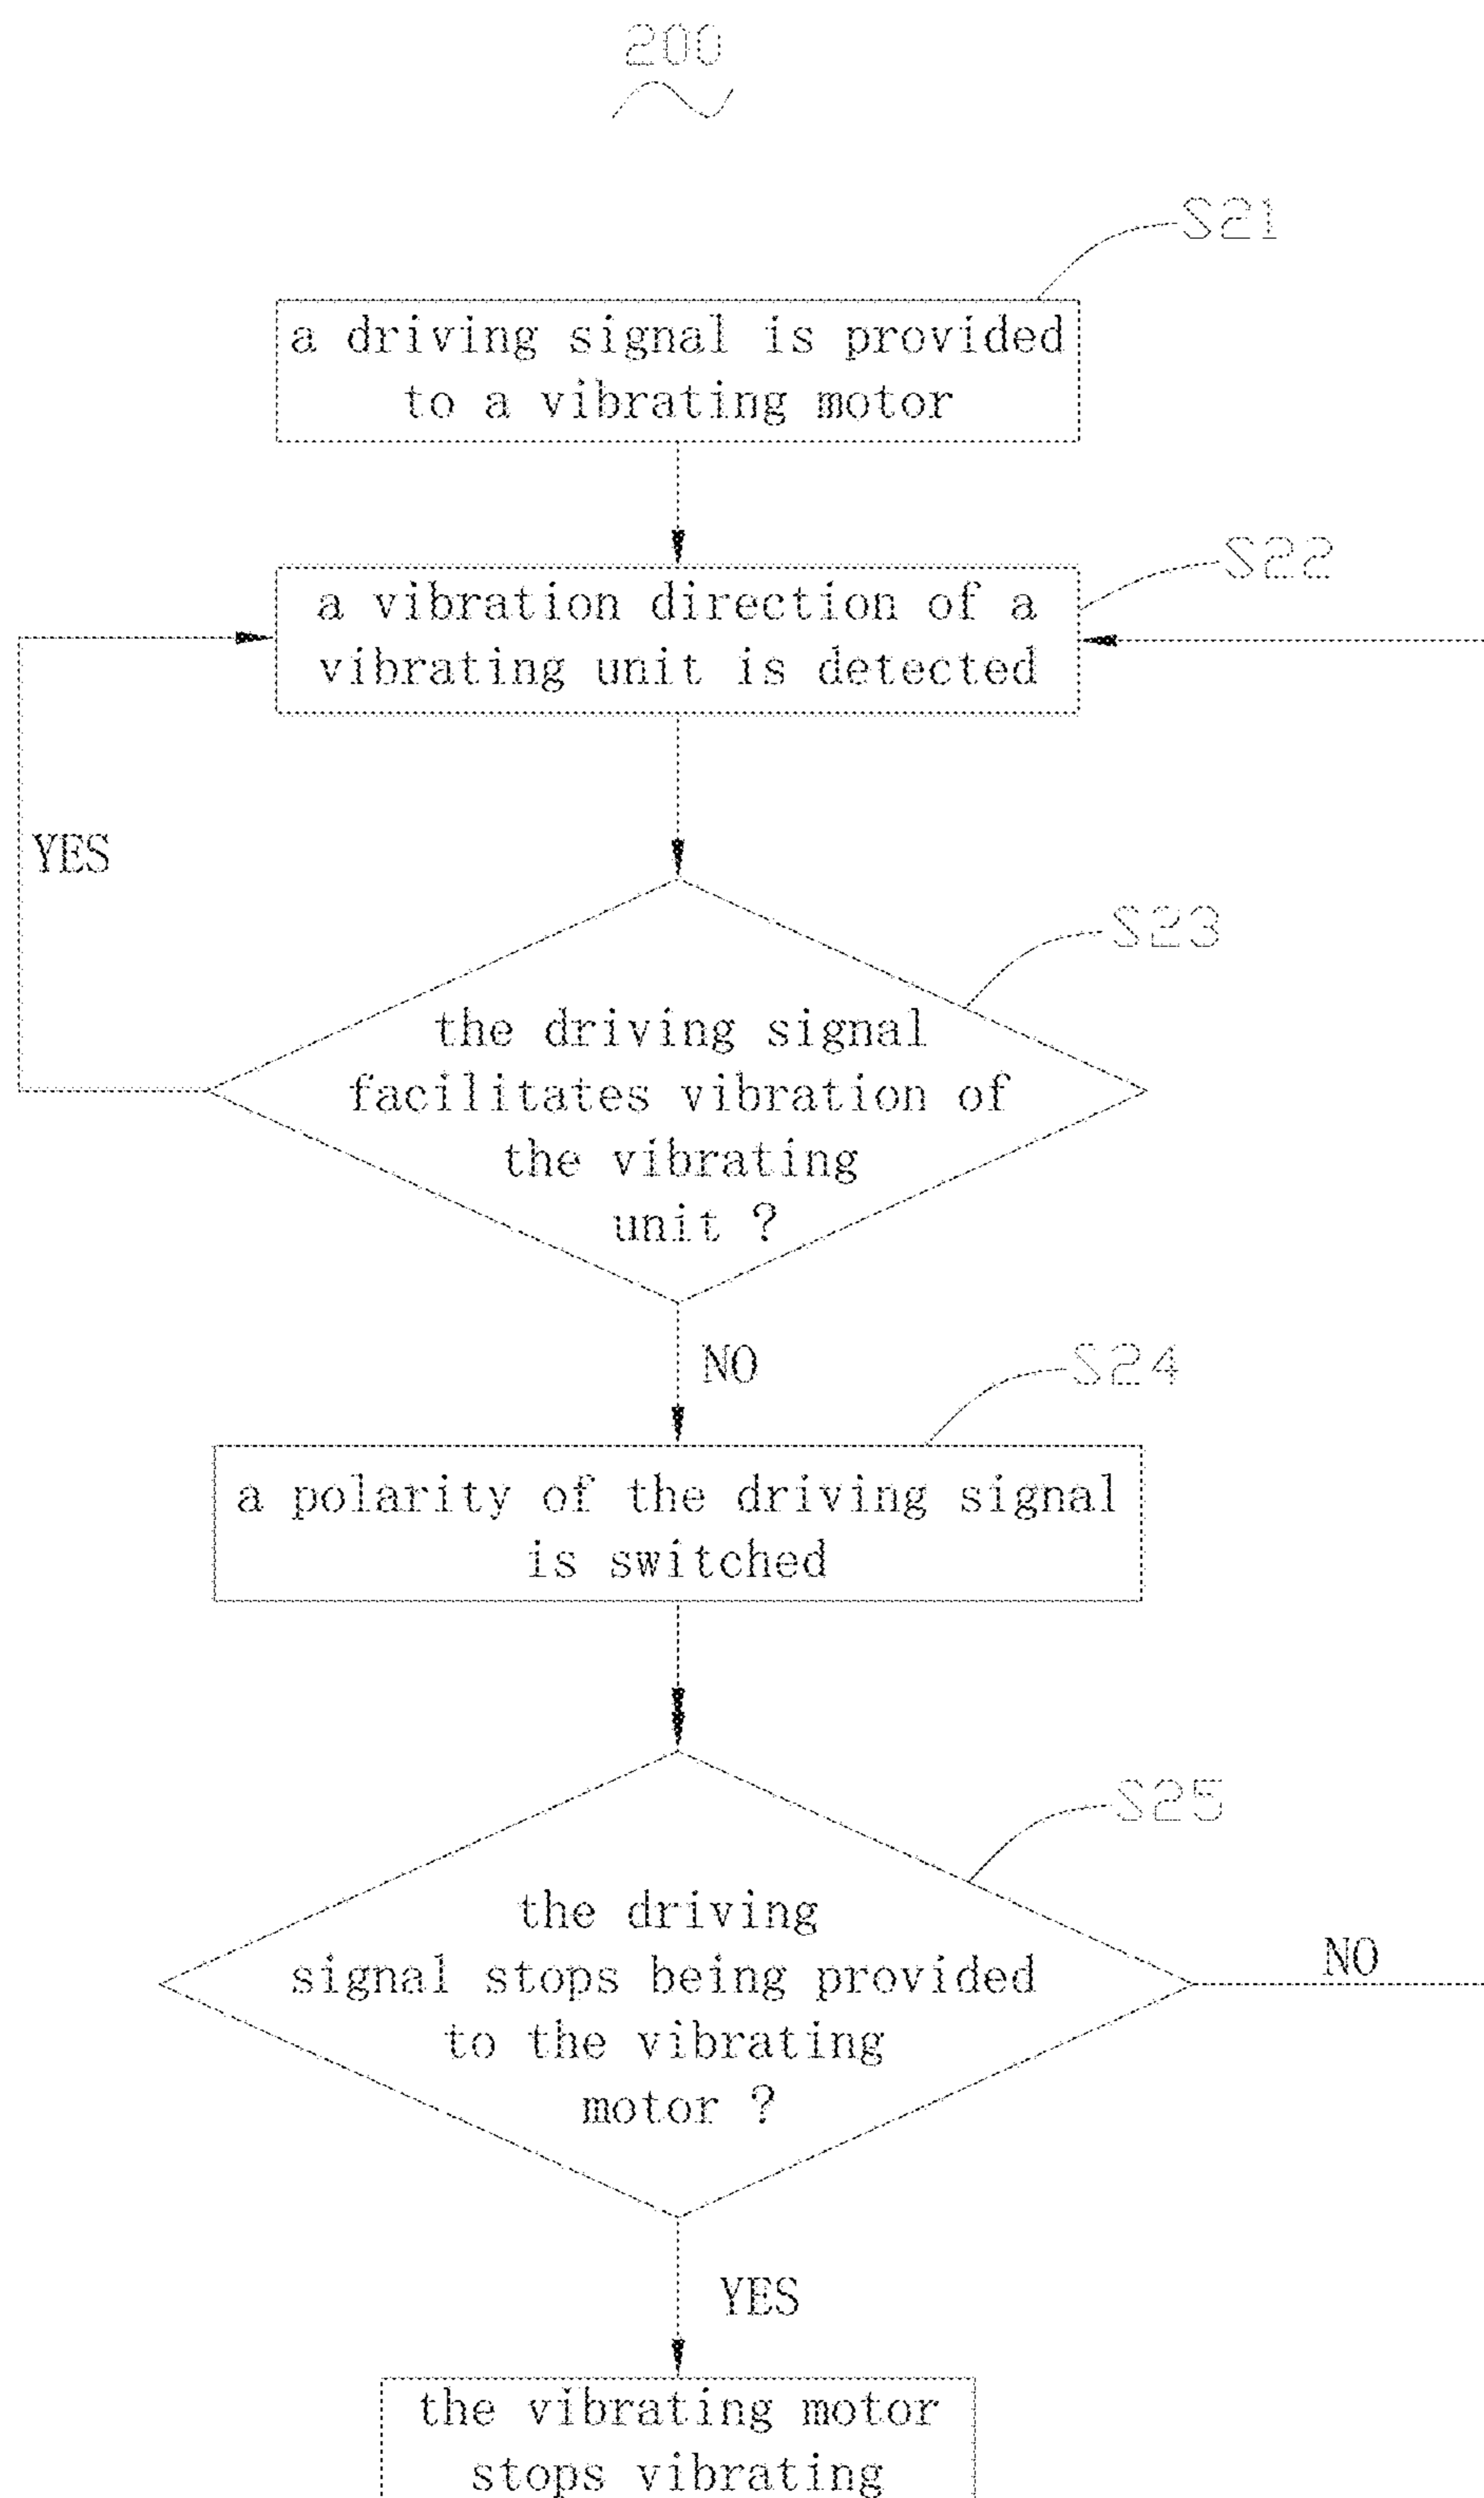 200
S21
a driving signal is provided
to a vibrating motor
S22
a vibration direction of a
vibrating unit is detected
YES
S23
the driving signal
facilitates vibration of
the vibrating
unit ?
NO
S24
a polarity of the driving signal
is switched
S25
the driving
signal stops being provided
to the vibrating
motor ?
NO
YES
the vibrating motor
stops vibrating